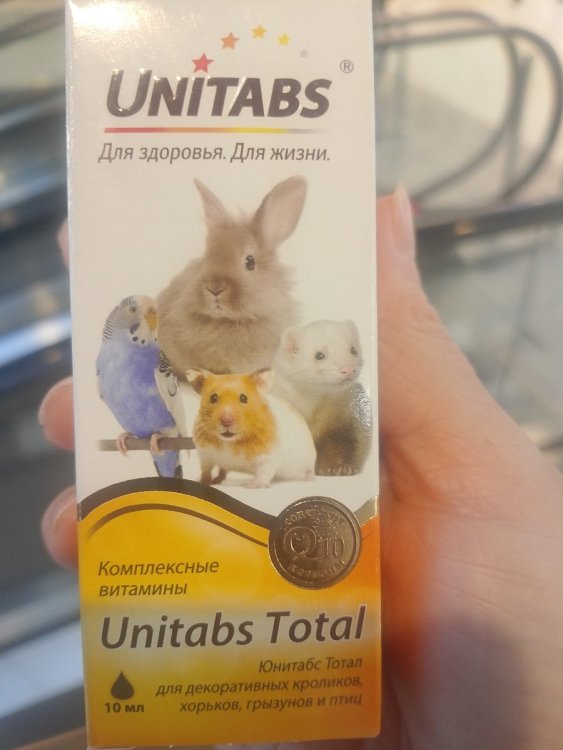 UNITABS®
Для здоровья. Для жизни.
Q10
Комплексные
витамины
Unitabs Total
Юнитабс Тотал
для декоративных кроликов,
хорьков, грызунов и птиц
10 мл